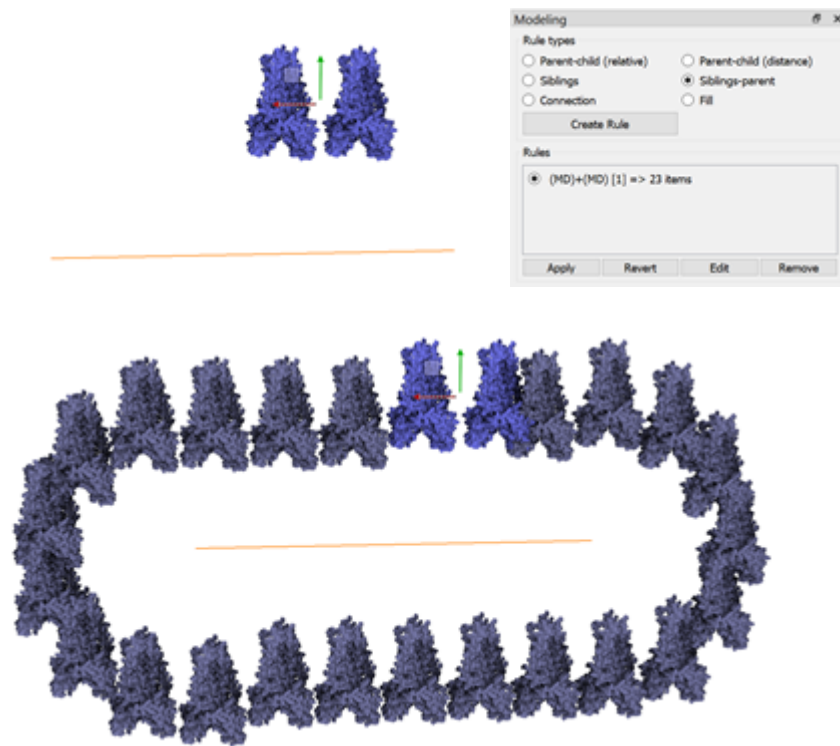 Modeling
Rule types
Parent-child (relative)
Parent-child (distance)
Siblings
Siblings-parent
Connection
Fill
Create Rule
Rules
(MD)+(MD) [1] => 23 items
Apply Revert Edit Remove